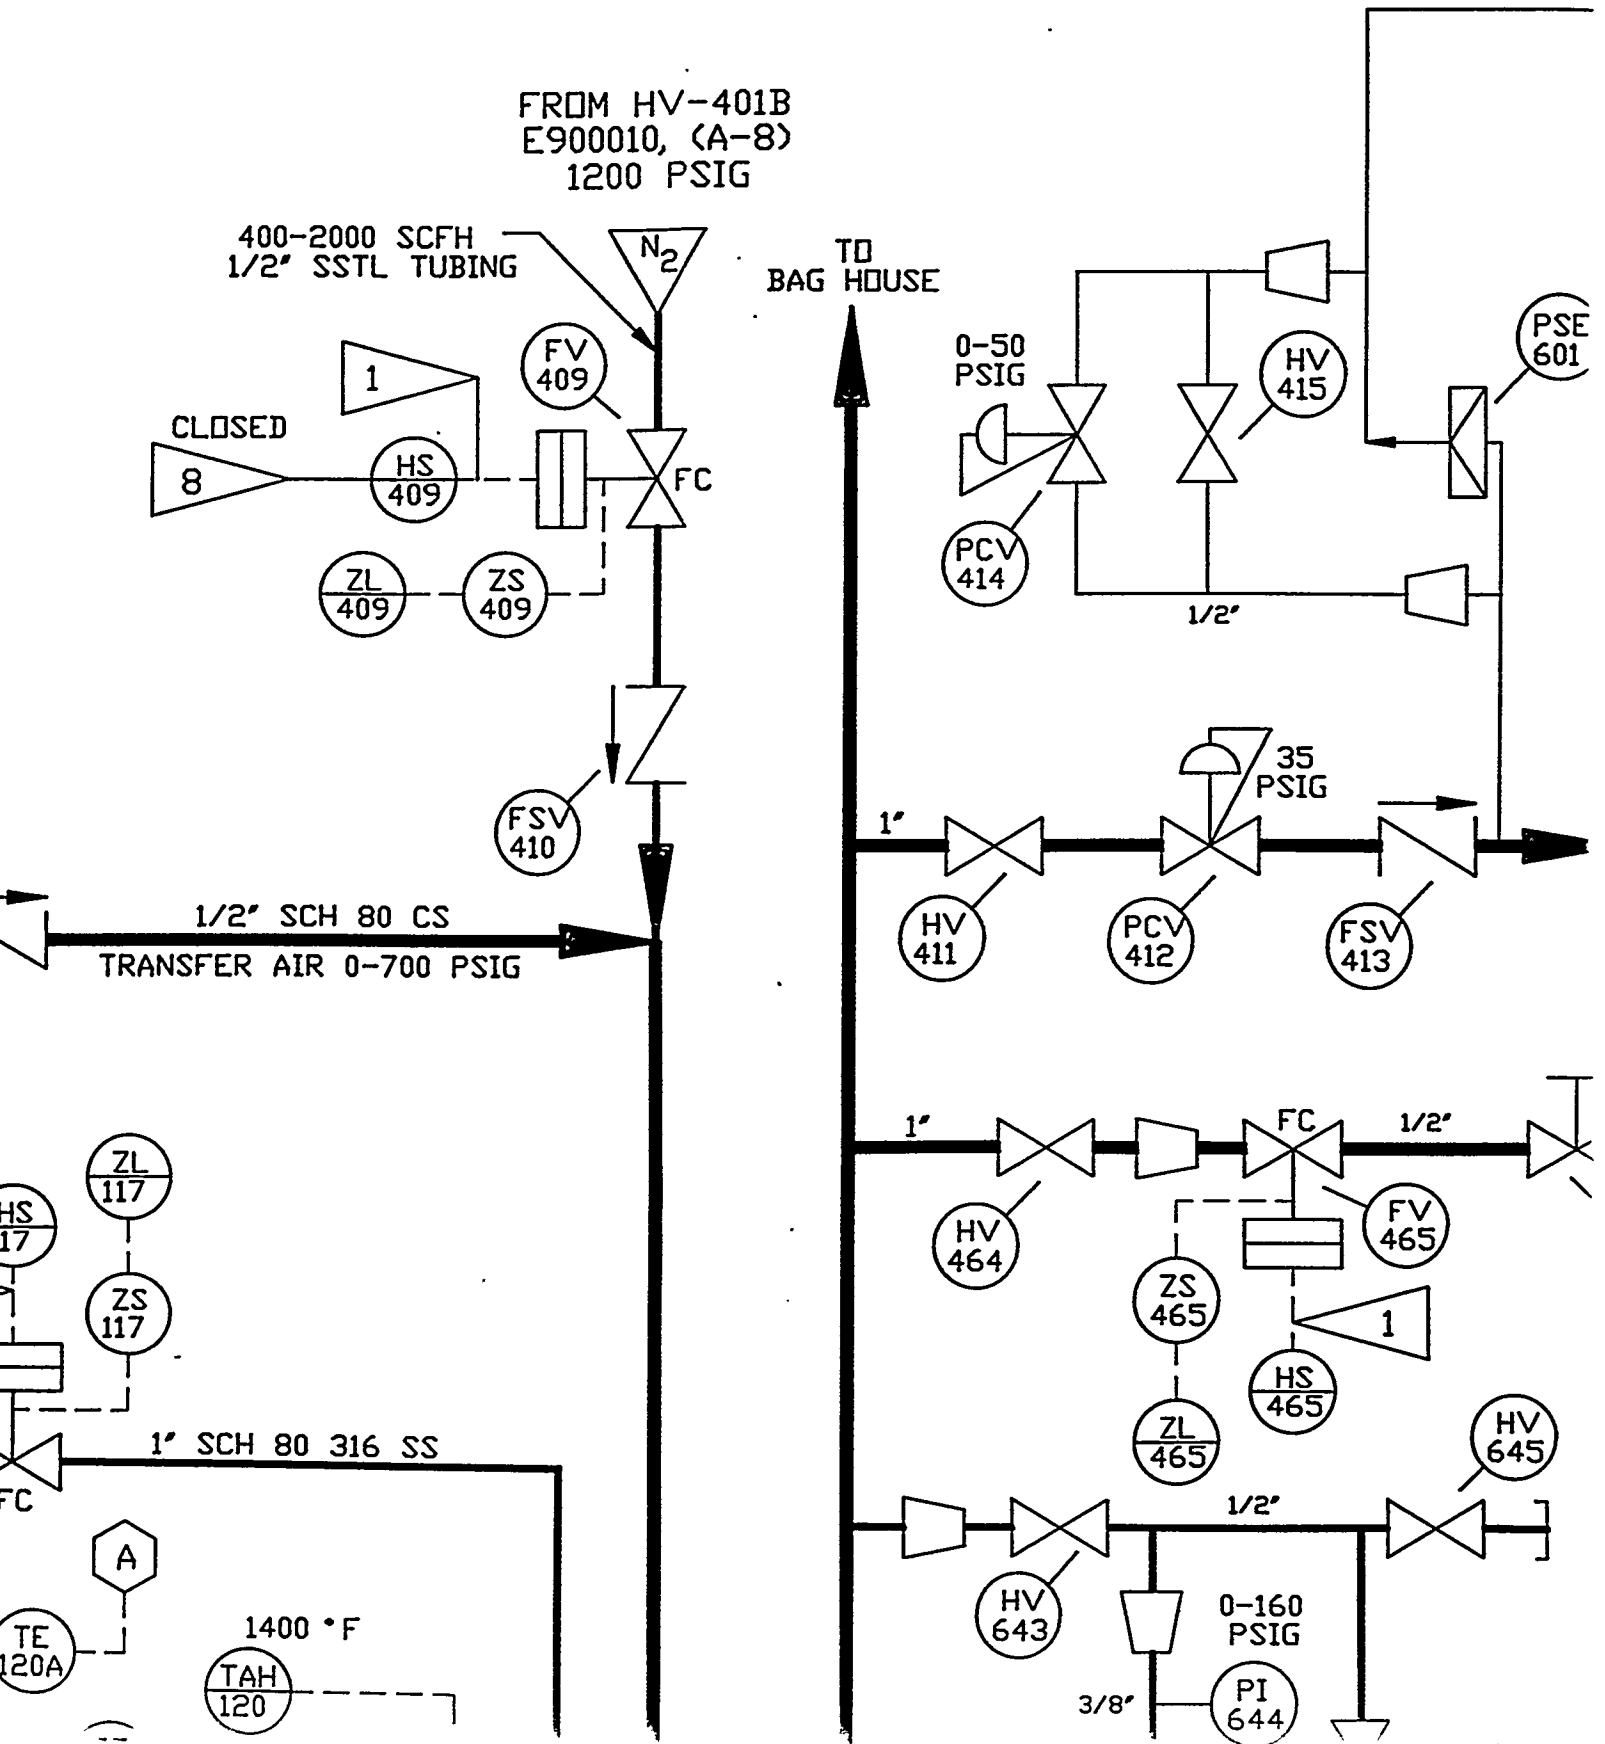 FROM HV-401B
E900010, (A-8)
1200 PSIG
400-2000 SCFH
1/2" SSTL TUBING
N2
TO
BAG HOUSE
FV
409
1
CLOSED
8
HS
409
FC
ZL
409
ZS
409
FSV
410
0-50
PSIG
HV
415
PSE
601
PCV
414
1/2"
35
PSIG
1"
HV
411
PCV
412
FSV
413
1/2" SCH 80 CS
TRANSFER AIR 0-700 PSIG
1"
FC
1/2"
HV
464
FV
465
ZS
465
1
HS
465
ZL
465
ZL
117
HS
17
ZS
117
1" SCH 80 316 SS
FC
A
TE
120A
1400 °F
TAH
120
HV
645
1/2"
HV
643
0-160
PSIG
3/8"
PI
644